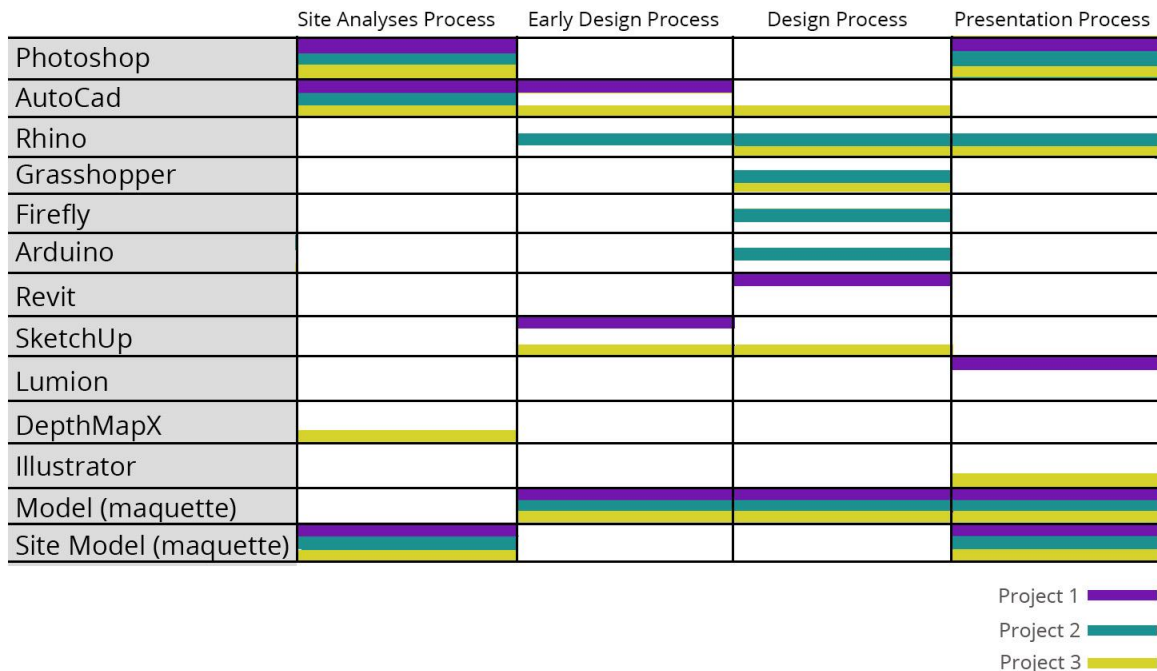 Site Analyses Process Early Design Process Design Process Presentation Process
Photoshop
AutoCad
Rhino
Grasshopper
Firefly
Arduino
Revit
SketchUp
Lumion
DepthMapX
Illustrator
Model (maquette)
Site Model (maquette)
Project 1
Project 2
Project 3